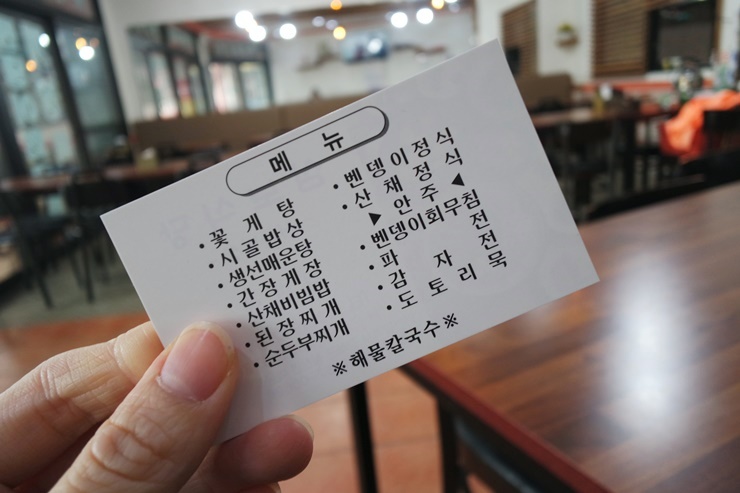 메 뉴
• 꽃 게 탕
• 시 골 밥 상
• 생선매운탕
• 간 장 게 장
• 산채비빔밥
• 된 장 찌 개
• 순두부찌개
• 벤 뎅 이 정 식
• 산 채 정 식
▶ 안 주 ◀
• 벤뎅이회무침
• 파 전
• 감 자 전
• 도 토 리 묵
※해물칼국수※